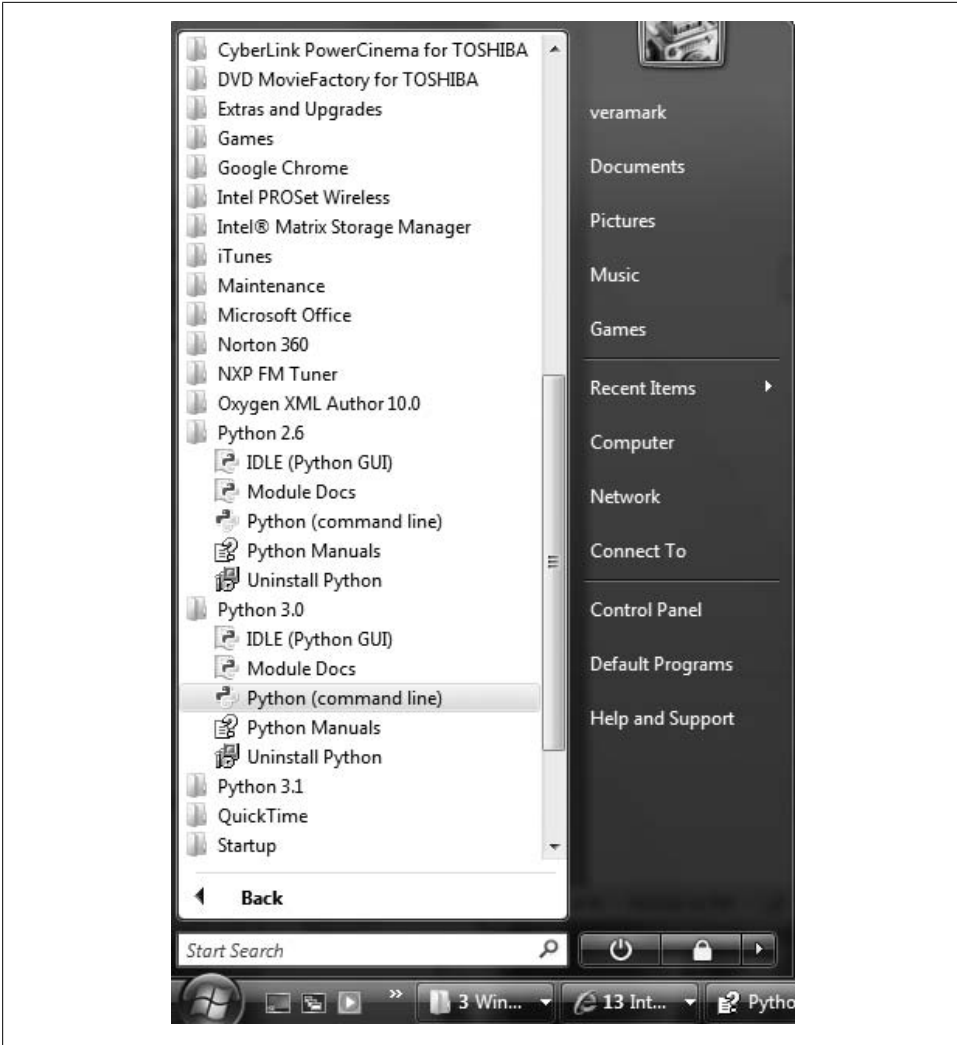 CyberLink PowerCinema for TOSHIBA
DVD MovieFactory for TOSHIBA
Extras and Upgrades
Games
Google Chrome
Intel PROSet Wireless
Intel® Matrix Storage Manager
iTunes
Maintenance
Microsoft Office
Norton 360
NXP FM Tuner
Oxygen XML Author 10.0
Python 2.6
IDLE (Python GUI)
Module Docs
Python (command line)
Python Manuals
Uninstall Python
Python 3.0
IDLE (Python GUI)
Module Docs
Python (command line)
Python Manuals
Uninstall Python
Python 3.1
QuickTime
Startup
Back
Start Search
veramark
Documents
Pictures
Music
Games
Recent Items
Computer
Network
Connect To
Control Panel
Default Programs
Help and Support
3 Win...
13 Int...
Pytho